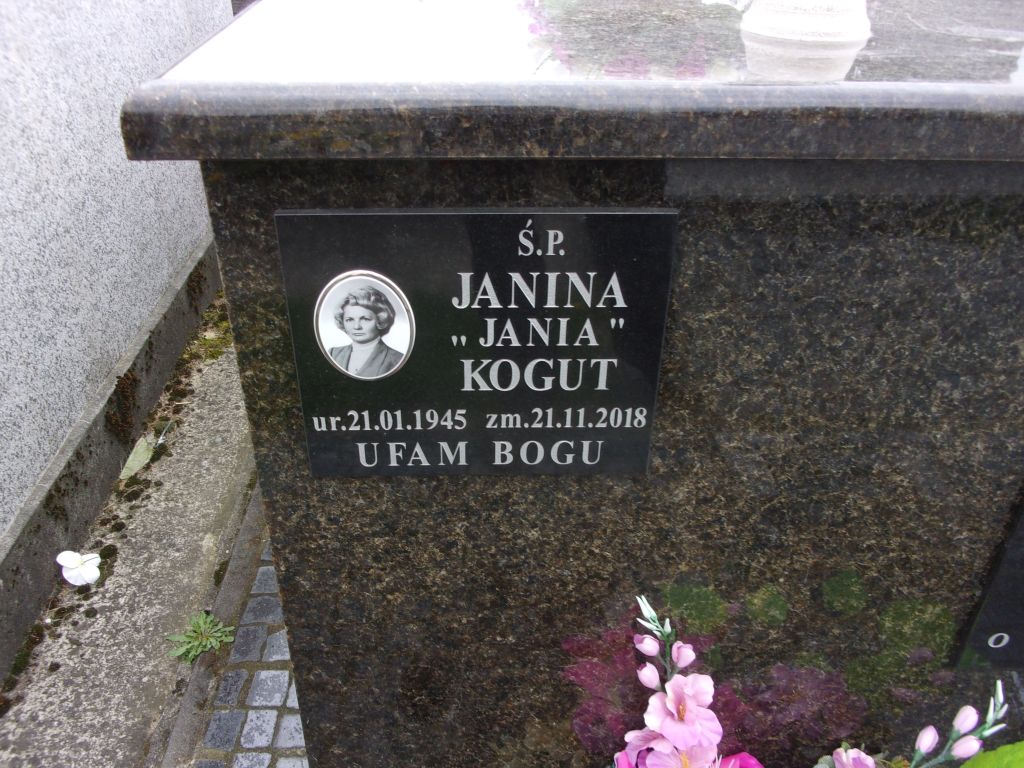 Ś.P.
JANINA
„JANIA"
KOGUT
ur.21.01.1945 zm.21.11.2018
UFAM BOGU
O